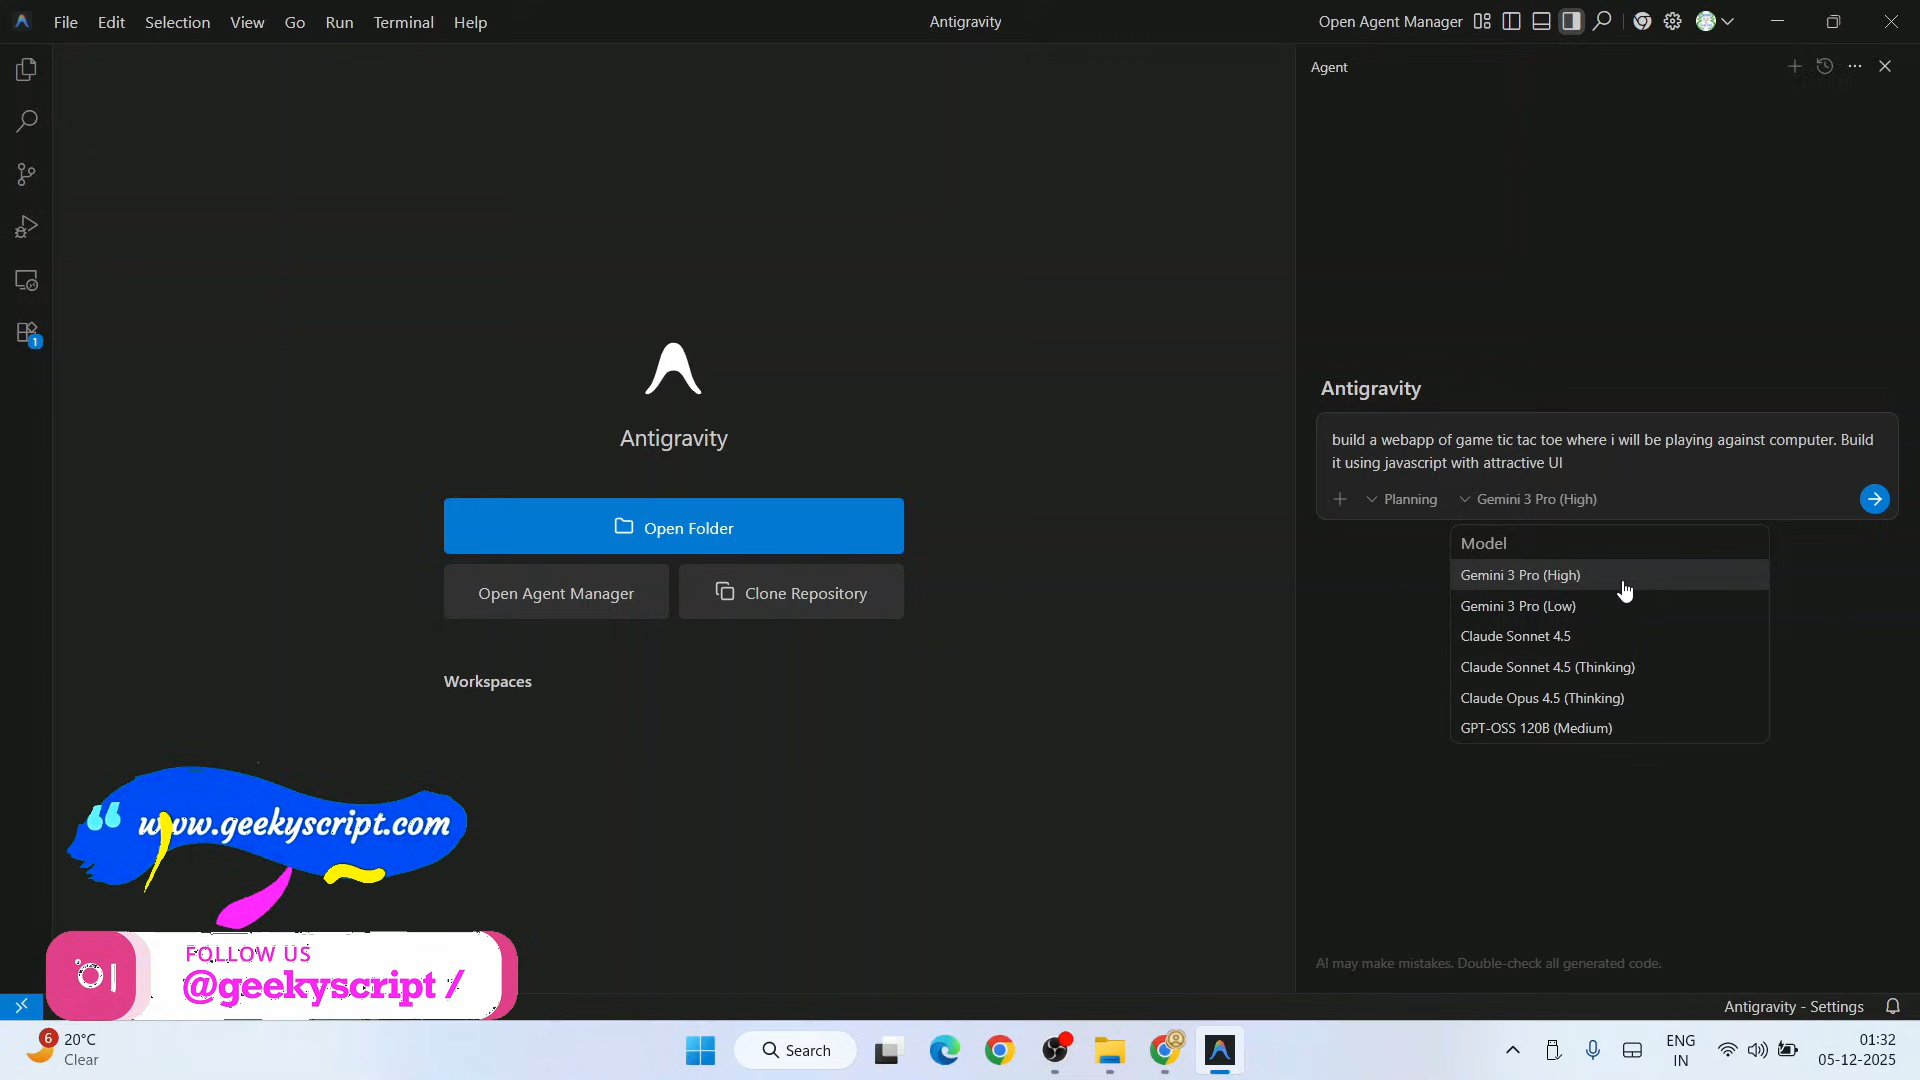 File Edit Selection View Go Run Terminal Help
Antigravity
Open Agent Manager
Agent
1
Antigravity
Open Folder
Open Agent Manager
Clone Repository
Workspaces
Antigravity
build a webapp of game tic tac toe where i will be playing against computer. Build
it using javascript with attractive UI
Planning
Gemini 3 Pro (High)
Model
Gemini 3 Pro (High)
Gemini 3 Pro (Low)
Claude Sonnet 4.5
Claude Sonnet 4.5 (Thinking)
Claude Opus 4.5 (Thinking)
GPT-OSS 120B (Medium)
AI may make mistakes. Double-check all generated code.
www.geekyscript.com
FOLLOW US
@geekyscript /
Antigravity - Settings
6
20°C
Clear
Search
ENG
IN
01:32
05-12-2025